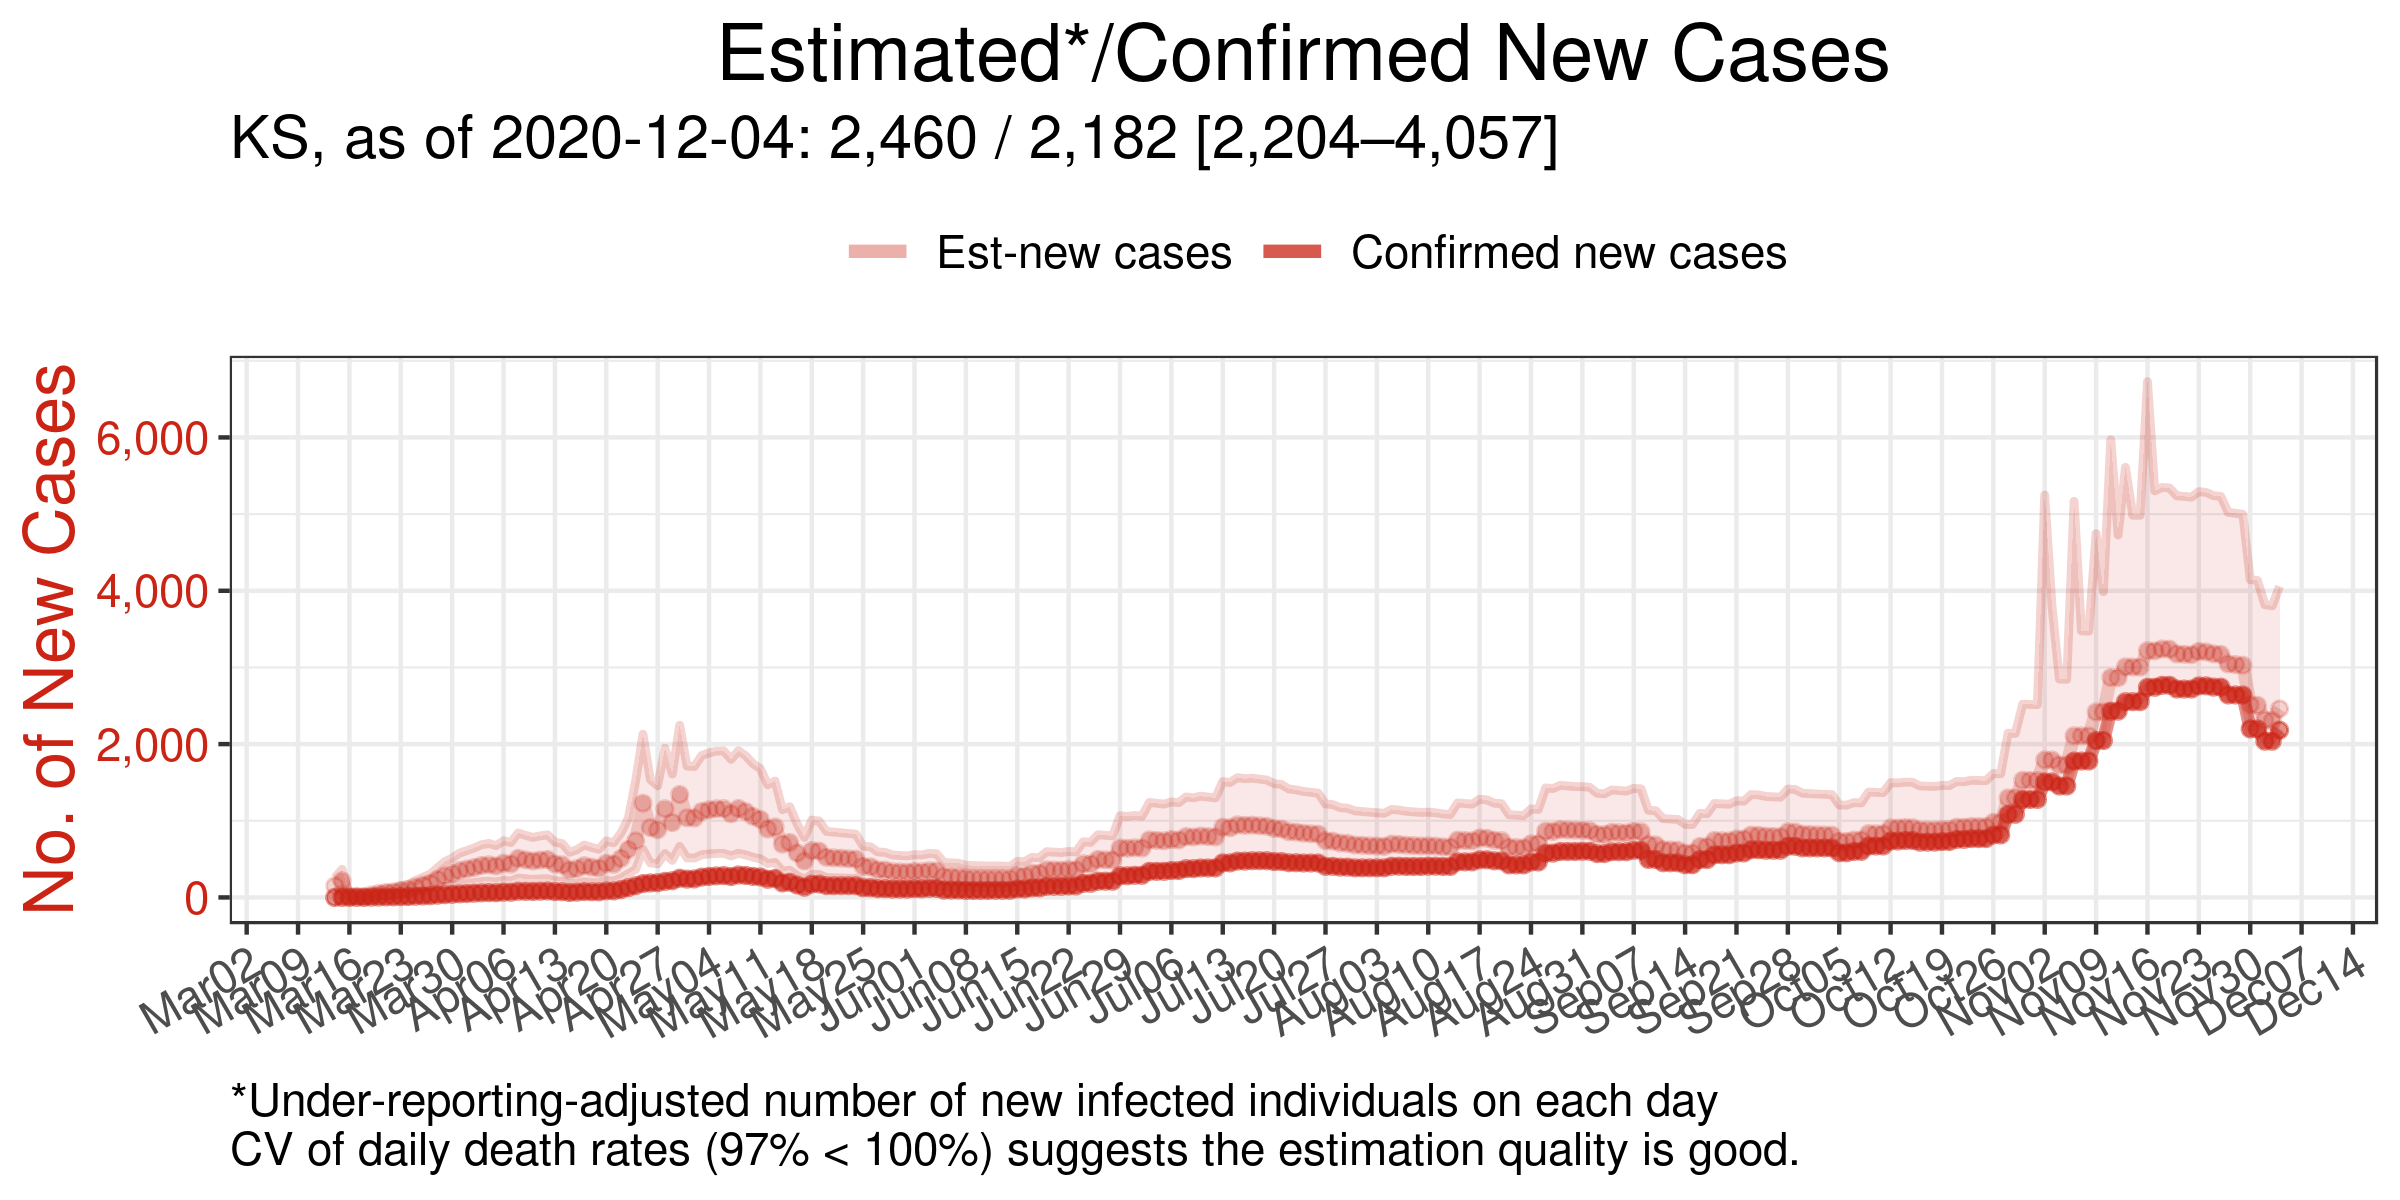 Estimated*/Confirmed New Cases
KS, as of 2020-12-04: 2,460 / 2,182 [2,204–4,057]
Est-new cases
Confirmed new cases
No. of New Cases
6,000
4,000
2,000
0
Mar02
Mar09
Mar16
Mar23
Mar30
Apr06
Apr13
Apr20
Apr27
May04
May11
May18
May25
Jun01
Jun08
Jun15
Jun22
Jun29
Jul06
Jul13
Jul20
Jul27
Aug03
Aug10
Aug17
Aug24
Aug31
Sep07
Sep14
Sep21
Sep28
Oct05
Oct12
Oct19
Oct26
Nov02
Nov09
Nov16
Nov23
Nov30
Dec07
Dec14
*Under-reporting-adjusted number of new infected individuals on each day
CV of daily death rates (97% < 100%) suggests the estimation quality is good.